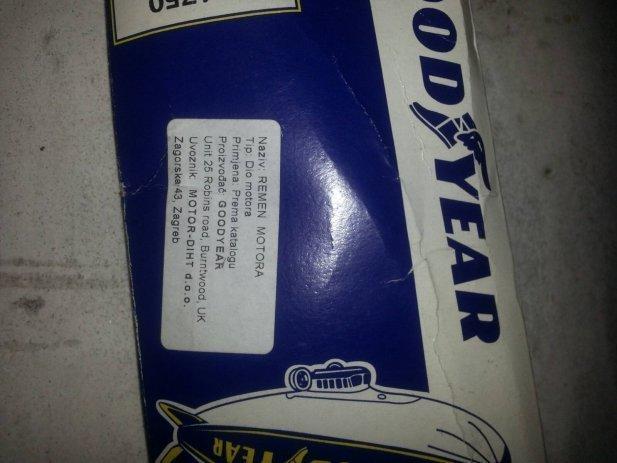 GOODYEAR
Naziv: REMEN MOTORA
Tip: Dio motora
Primjena: Prema katalogu
Proizvođač: GOODYEAR
Unit 25 Robins road, Burntwood, UK
Uvoznik: MOTOR-DIHT d.o.o.
Zagorska 43, Zagreb
YEAR